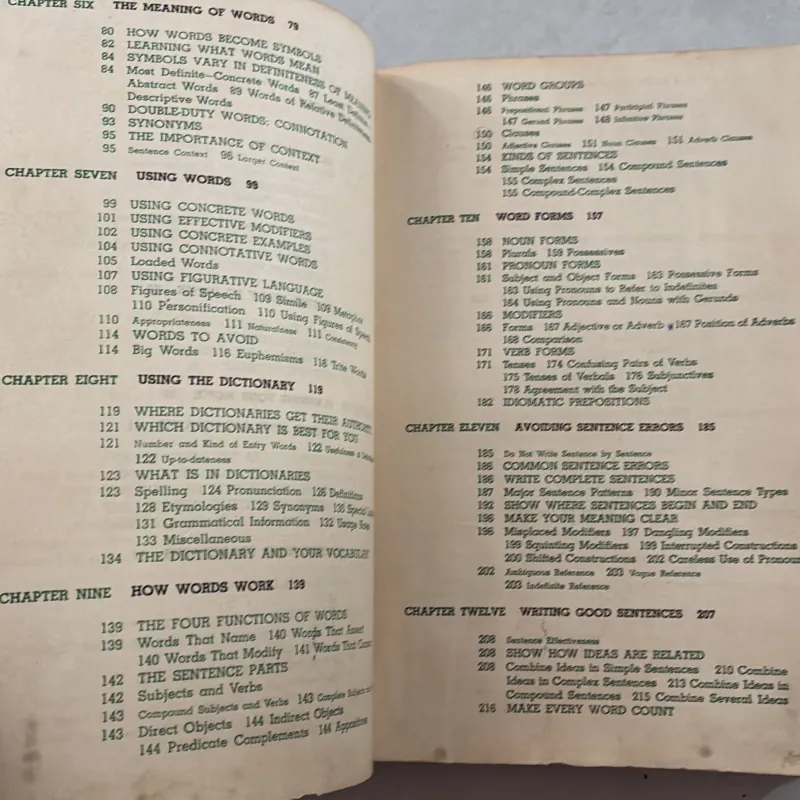 CHAPTER SIX THE MEANING OF WORDS 79
80 HOW WORDS BECOME SYMBOLS
82 LEARNING WHAT WORDS MEAN
84 SYMBOLS VARY IN DEFINITENESS OF MEANING
84 Most Definite—Concrete Words 87 Least Definite—
Abstract Words 89 Words of Relative Definiteness—
Descriptive Words
90 DOUBLE-DUTY WORDS: CONNOTATION
93 SYNONYMS
95 THE IMPORTANCE OF CONTEXT
95 Sentence Context 96 Larger Context
CHAPTER SEVEN USING WORDS 99
99 USING CONCRETE WORDS
101 USING EFFECTIVE MODIFIERS
102 USING CONCRETE EXAMPLES
104 USING CONNOTATIVE WORDS
105 Loaded Words
107 USING FIGURATIVE LANGUAGE
108 Figures of Speech 109 Simile 109 Metaphor
110 Personification 110 Using Figures of Speech
110 Appropriateness 111 Naturalness 111 Consistency
114 WORDS TO AVOID
114 Big Words 116 Euphemisms 118 Trite Words
CHAPTER EIGHT USING THE DICTIONARY 119
119 WHERE DICTIONARIES GET THEIR AUTHORITY
121 WHICH DICTIONARY IS BEST FOR YOU
121 Number and Kind of Entry Words 122 Usefulness
122 Up-to-dateness
123 WHAT IS IN DICTIONARIES
123 Spelling 124 Pronunciation 126 Definitions
128 Etymologies 129 Synonyms 130 Special
131 Grammatical Information 132 Usage
133 Miscellaneous
134 THE DICTIONARY AND YOUR VOCABULARY
CHAPTER NINE HOW WORDS WORK 139
139 THE FOUR FUNCTIONS OF WORDS
139 Words That Name 140 Words That Assert
140 Words That Modify 141 Words That Connect
142 THE SENTENCE PARTS
142 Subjects and Verbs
143 Compound Subjects and Verbs 143 Complete Subject
143 Direct Objects 144 Indirect Objects
144 Predicate Complements 144 Appositives
146 WORD GROUPS
146 Phrases
146 Prepositional Phrases 147 Participial Phrases
147 Gerund Phrases 148 Infinitive Phrases
150 Clauses
150 Adjective Clauses 151 Noun Clauses 151 Adverb Clauses
154 KINDS OF SENTENCES
154 Simple Sentences 154 Compound Sentences
155 Complex Sentences
155 Compound-Complex Sentences
CHAPTER TEN WORD FORMS 157
158 NOUN FORMS
158 Plurals 159 Possessives
161 PRONOUN FORMS
161 Subject and Object Forms 163 Possessive Forms
163 Using Pronouns to Refer to Indefinites
164 Using Pronouns and Nouns with Gerunds
166 MODIFIERS
166 Forms 167 Adjective or Adverb 167 Position of Adverbs
168 Comparison
171 VERB FORMS
171 Tenses 174 Confusing Pairs of Verbs
175 Tenses of Verbals 176 Subjunctives
178 Agreement with the Subject
182 IDIOMATIC PREPOSITIONS
CHAPTER ELEVEN AVOIDING SENTENCE ERRORS 185
185 Do Not Write Sentence by Sentence
186 COMMON SENTENCE ERRORS
186 WRITE COMPLETE SENTENCES
187 Major Sentence Patterns 190 Minor Sentence Types
192 SHOW WHERE SENTENCES BEGIN AND END
196 MAKE YOUR MEANING CLEAR
196 Misplaced Modifiers 197 Dangling Modifiers
199 Squinting Modifiers 199 Interrupted Constructions
200 Shifted Constructions 202 Careless Use of Pronouns
202 Ambiguous Reference 203 Vague Reference
203 Indefinite Reference
CHAPTER TWELVE WRITING GOOD SENTENCES 207
208 Sentence Effectiveness
208 SHOW HOW IDEAS ARE RELATED
208 Combine Ideas in Simple Sentences 210 Combine
Ideas in Complex Sentences 213 Combine Ideas in
Compound Sentences 215 Combine Several Ideas
216 MAKE EVERY WORD COUNT